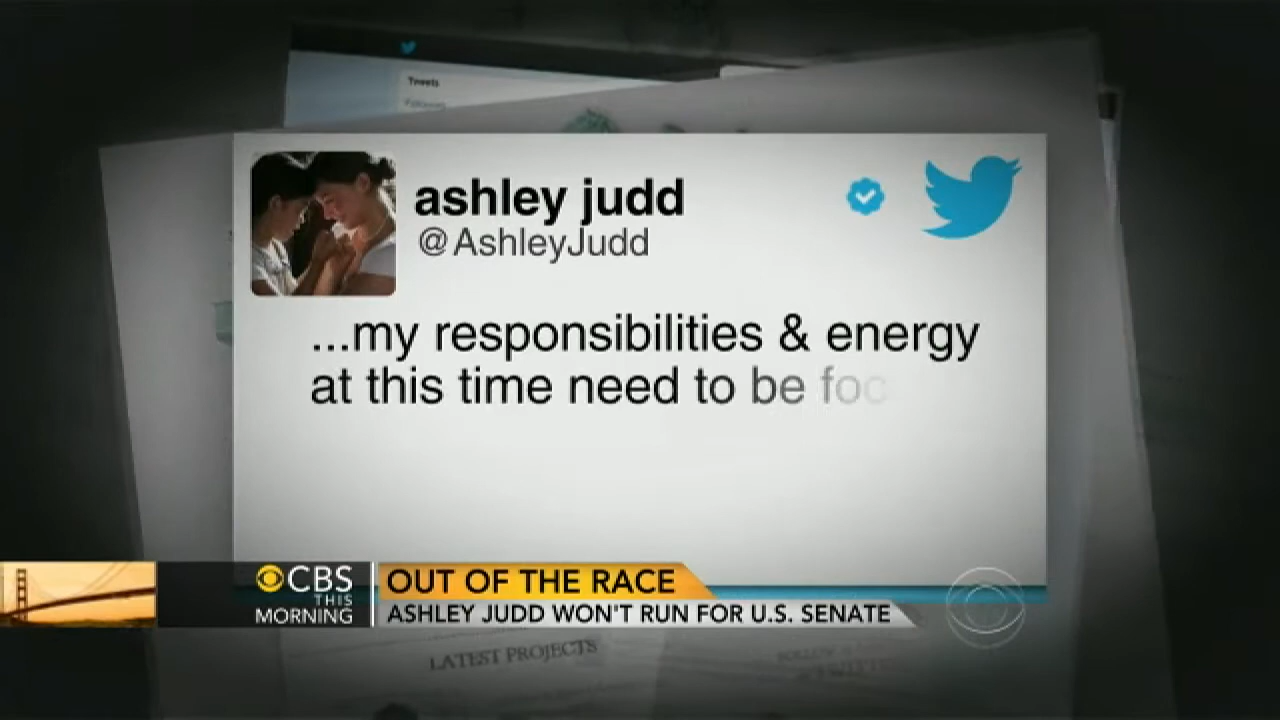 Tweets
ashley judd
@AshleyJudd
...my responsibilities & energy
at this time need to be foc
CBS
THIS
MORNING
OUT OF THE RACE
ASHLEY JUDD WON'T RUN FOR U.S. SENATE
LATEST PROJECTS